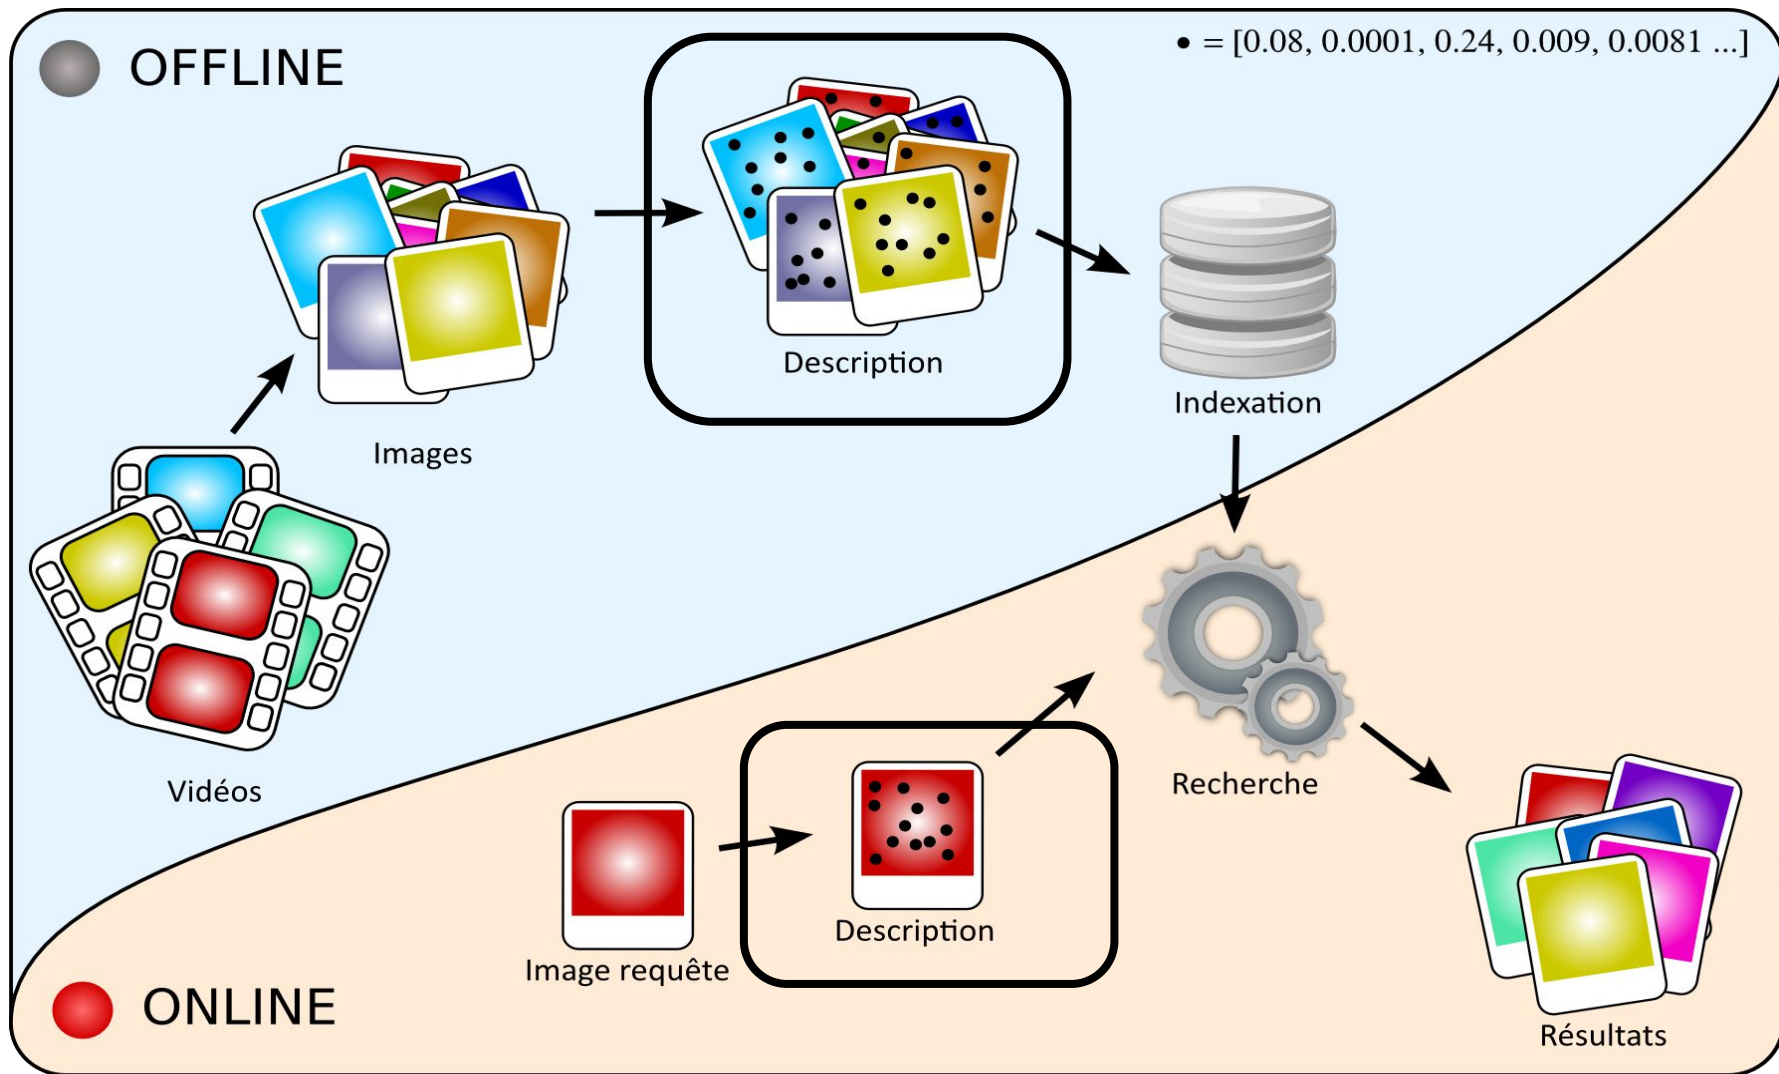 OFFLINE
• = [0.08, 0.0001, 0.24, 0.009, 0.0081 ...]
Description
Indexation
Images
Vidéos
Recherche
Description
Image requête
ONLINE
Résultats